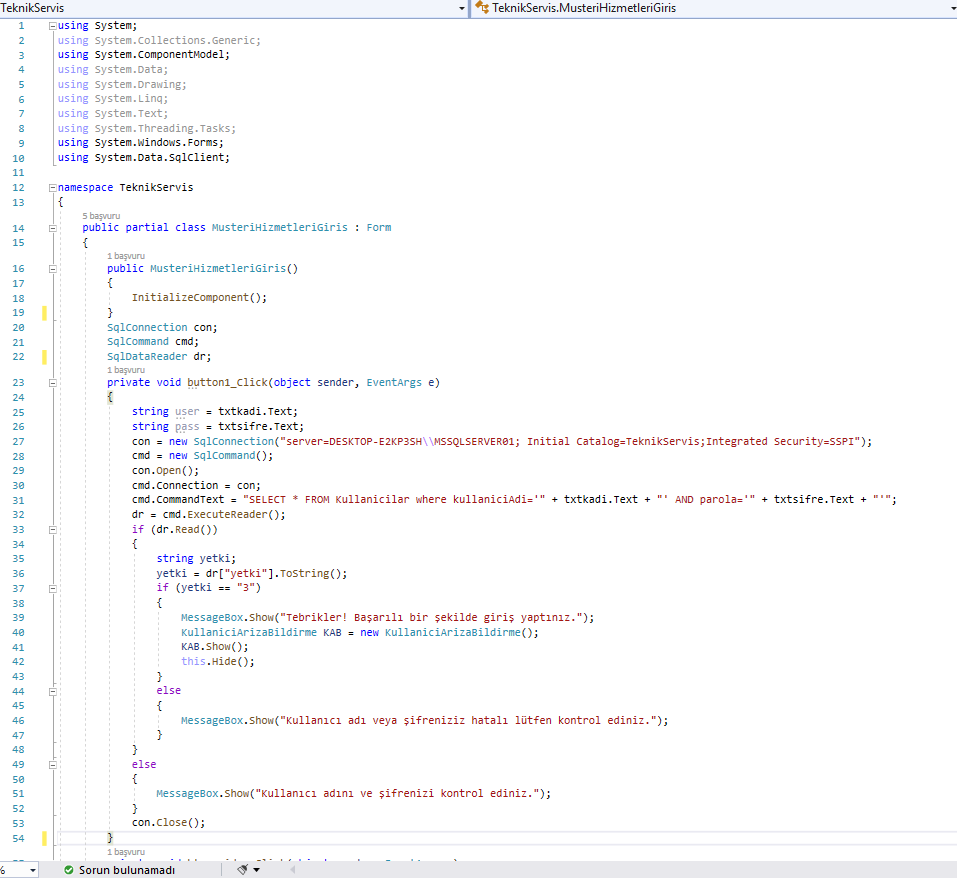 TeknikServis TeknikServis.MusteriHizmetleriGiris
1 using System;
2 using System.Collections.Generic;
3 using System.ComponentModel;
4 using System.Data;
5 using System.Drawing;
6 using System.Linq;
7 using System.Text;
8 using System.Threading.Tasks;
9 using System.Windows.Forms;
10 using System.Data.SqlClient;
11
12 namespace TeknikServis
13 {
5 başvuru
14 public partial class MusteriHizmetleriGiris : Form
15 {
1 başvuru
16 public MusteriHizmetleriGiris()
17 {
18 InitializeComponent();
19 }
20 SqlConnection con;
21 SqlCommand cmd;
22 SqlDataReader dr;
1 başvuru
23 private void button1_Click(object sender, EventArgs e)
24 {
25 string user = txtkadi.Text;
26 string pass = txtsifre.Text;
27 con = new SqlConnection("server=DESKTOP-E2KP3SH\\MSSQLSERVER01; Initial Catalog=TeknikServis;Integrated Security=SSPI");
28 cmd = new SqlCommand();
29 con.Open();
30 cmd.Connection = con;
31 cmd.CommandText = "SELECT * FROM Kullanicilar where kullaniciAdi='" + txtkadi.Text + "' AND parola='" + txtsifre.Text + "'";
32 dr = cmd.ExecuteReader();
33 if (dr.Read())
34 {
35 string yetki;
36 yetki = dr["yetki"].ToString();
37 if (yetki == "3")
38 {
39 MessageBox.Show("Tebrikler! Başarılı bir şekilde giriş yaptınız.");
40 KullaniciArizaBildirme KAB = new KullaniciArizaBildirme();
41 KAB.Show();
42 this.Hide();
43 }
44 else
45 {
46 MessageBox.Show("Kullanıcı adı veya şifreniziz hatalı lütfen kontrol ediniz.");
47 }
48 }
49 else
50 {
51 MessageBox.Show("Kullanıcı adını ve şifrenizi kontrol ediniz.");
52 }
53 con.Close();
54 }
1 başvuru
% Sorun bulunamadı